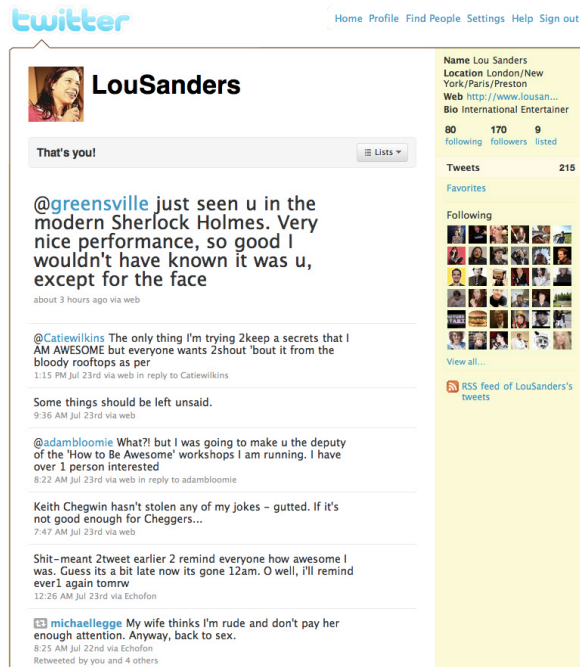 twitter
Home Profile Find People Settings Help Sign out
LouSanders
That's you!
Lists
@greensville just seen u in the
modern Sherlock Holmes. Very
nice performance, so good I
wouldn't have known it was u,
except for the face
about 3 hours ago via web
@Catiewilkins The only thing I'm trying 2keep a secrets that I
AM AWESOME but everyone wants 2shout 'bout it from the
bloody rooftops as per
1:15 PM Jul 23rd via web in reply to Catiewilkins
Some things should be left unsaid.
9:36 AM Jul 23rd via web
@adambloomie What?! but I was going to make u the deputy
of the 'How to Be Awesome' workshops I am running. I have
over 1 person interested
8:22 AM Jul 23rd via web in reply to adambloomie
Keith Chegwin hasn't stolen any of my jokes – gutted. If it's
not good enough for Cheggers...
7:47 AM Jul 23rd via web
Shit-meant 2tweet earlier 2 remind everyone how awesome I
was. Guess its a bit late now its gone 12am. O well, i'll remind
ever1 again tomrw
12:26 AM Jul 23rd via Echofon
michaellegge My wife thinks I'm rude and don't pay her
enough attention. Anyway, back to sex.
8:25 AM Jul 22nd via Echofon
Retweeted by you and 4 others
Name Lou Sanders
Location London/New
York/Paris/Preston
Web http://www.lousan...
Bio International Entertainer
80 170 9
following followers listed
Tweets 215
Favorites
Following
View all...
RSS feed of LouSanders's
tweets